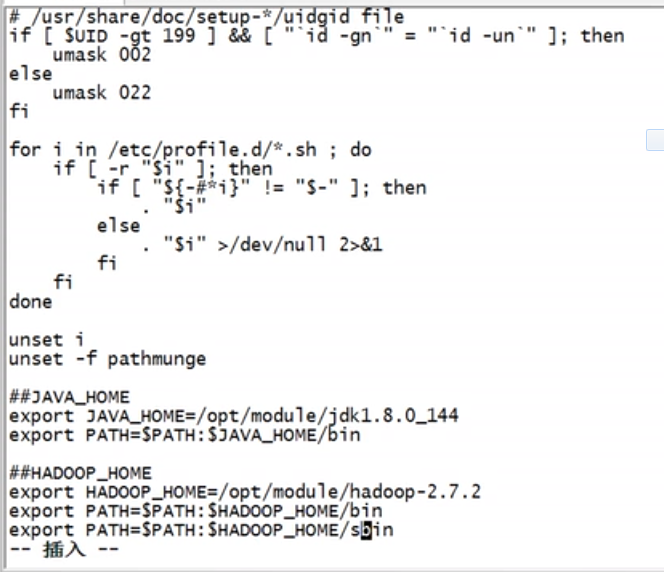 # /usr/share/doc/setup-*/uidgid file
if [ $UID -gt 199 ] && [ "`id -gn`" = "`id -un`" ]; then
    umask 002
else
    umask 022
fi

for i in /etc/profile.d/*.sh ; do
    if [ -r "$i" ]; then
        if [ "${-#*i}" != "$-" ]; then
            . "$i"
        else
            . "$i" >/dev/null 2>&1
        fi
    fi
done

unset i
unset -f pathmunge

##JAVA_HOME
export JAVA_HOME=/opt/module/jdk1.8.0_144
export PATH=$PATH:$JAVA_HOME/bin

##HADOOP_HOME
export HADOOP_HOME=/opt/module/hadoop-2.7.2
export PATH=$PATH:$HADOOP_HOME/bin
export PATH=$PATH:$HADOOP_HOME/sbin
-- 插入 --